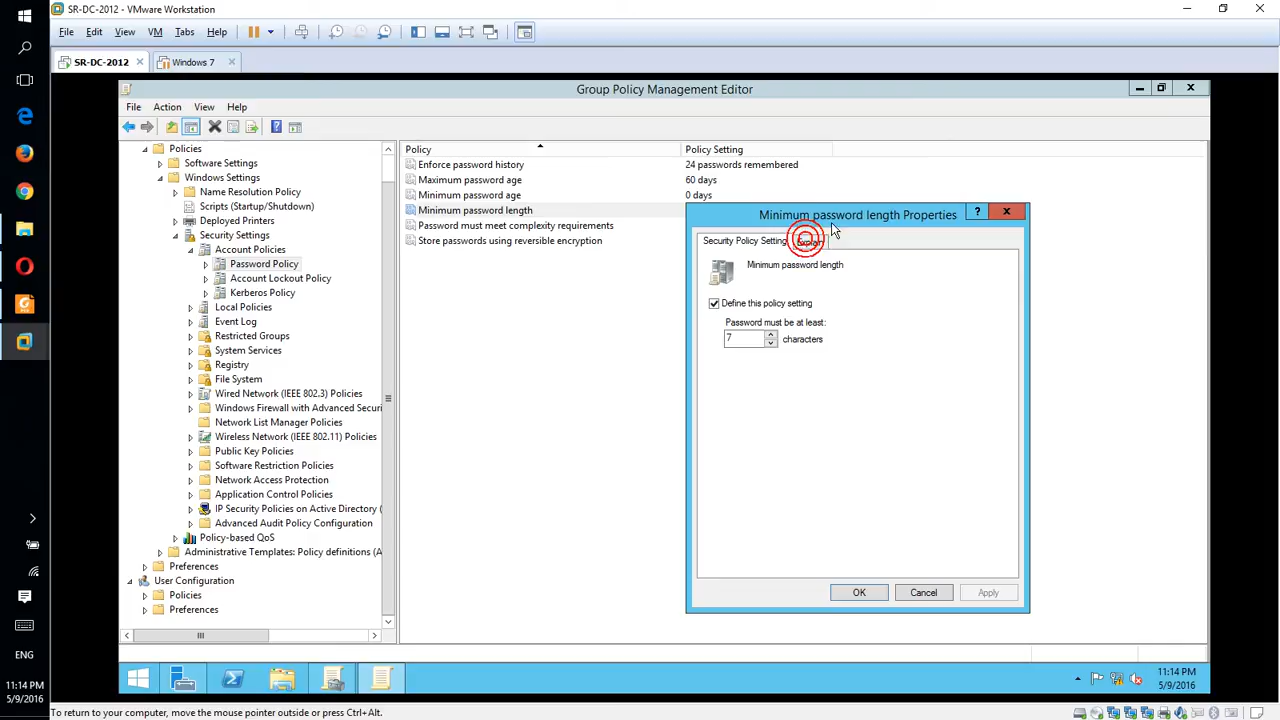 SR-DC-2012 - VMware Workstation
File Edit View VM Tabs Help
SR-DC-2012
Windows 7
Group Policy Management Editor
File Action View Help
Policies
Software Settings
Windows Settings
Name Resolution Policy
Scripts (Startup/Shutdown)
Deployed Printers
Security Settings
Account Policies
Password Policy
Account Lockout Policy
Kerberos Policy
Local Policies
Event Log
Restricted Groups
System Services
Registry
File System
Wired Network (IEEE 802.3) Policies
Windows Firewall with Advanced Securi
Network List Manager Policies
Wireless Network (IEEE 802.11) Policies
Public Key Policies
Software Restriction Policies
Network Access Protection
Application Control Policies
IP Security Policies on Active Directory (
Advanced Audit Policy Configuration
Policy-based QoS
Administrative Templates: Policy definitions (A
Preferences
User Configuration
Policies
Preferences
Policy Policy Setting
Enforce password history 24 passwords remembered
Maximum password age 60 days
Minimum password age 0 days
Minimum password length
Password must meet complexity requirements
Store passwords using reversible encryption
Minimum password length Properties
Security Policy Setting Explain
Minimum password length
Define this policy setting
Password must be at least:
7 characters
OK Cancel Apply
11:14 PM
5/9/2016
ENG
11:14 PM
5/9/2016
To return to your computer, move the mouse pointer outside or press Ctrl+Alt.